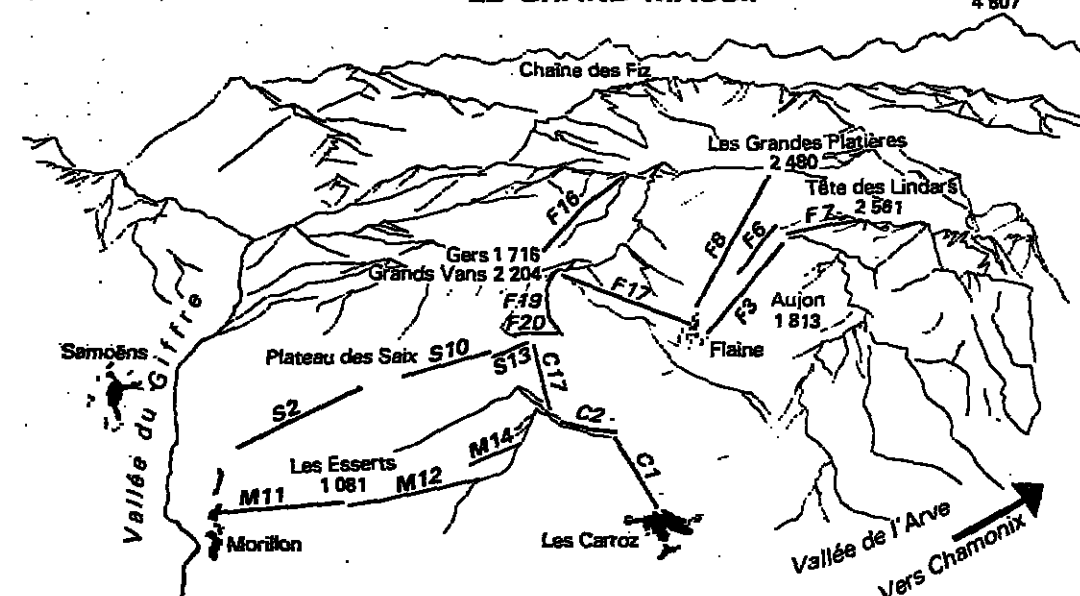 4 807
Chaîne des Fiz
Les Grandes Platières
2 480
Tête des Lindars
2 561
F7
F16
F8
F6
Gers 1 716
Grands Vans 2 204
F17
F19
F20
F3
Aujon
1 813
Flaine
Samoëns
Vallée du Giffre
Plateau des Saix
S10
S13
C17
S2
C2
M14
C1
Les Esserts
1 081
M11
M12
Morillon
Les Carroz
Vallée de l'Arve
Vers Chamonix